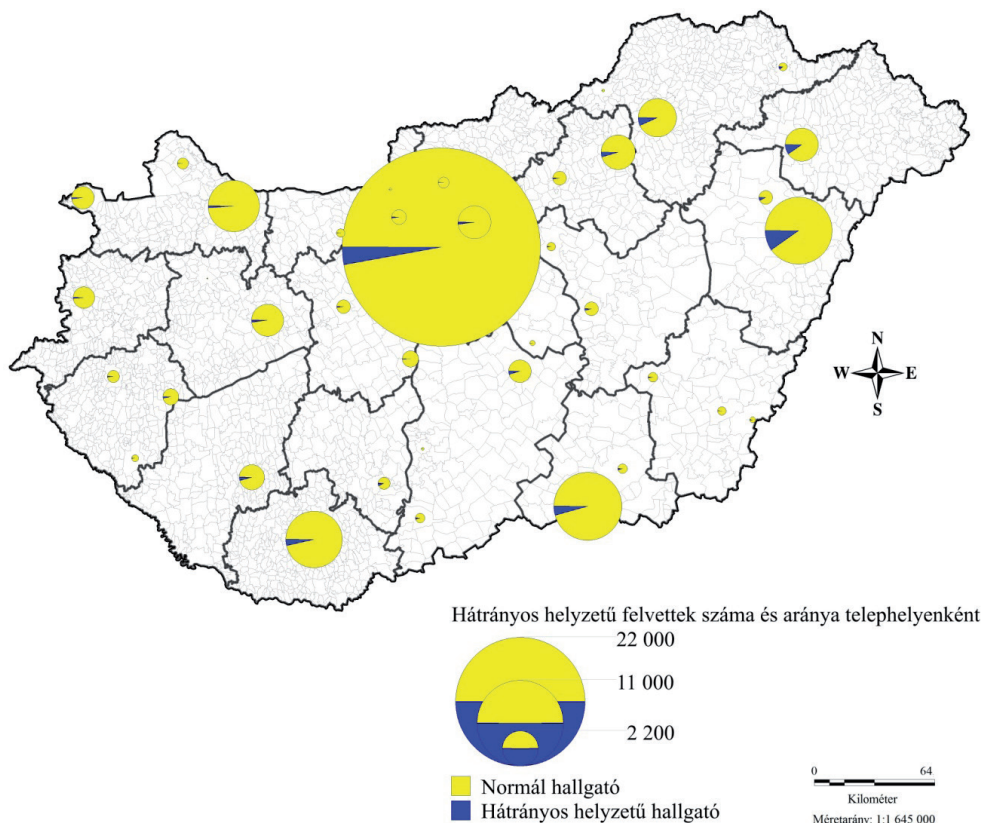 N
W E
S
Hátrányos helyzetű felvettek száma és aránya telephelyenként
22 000
11 000
2 200
Normál hallgató
Hátrányos helyzetű hallgató
0 64
Kilométer
Méretarány: 1:1 645 000